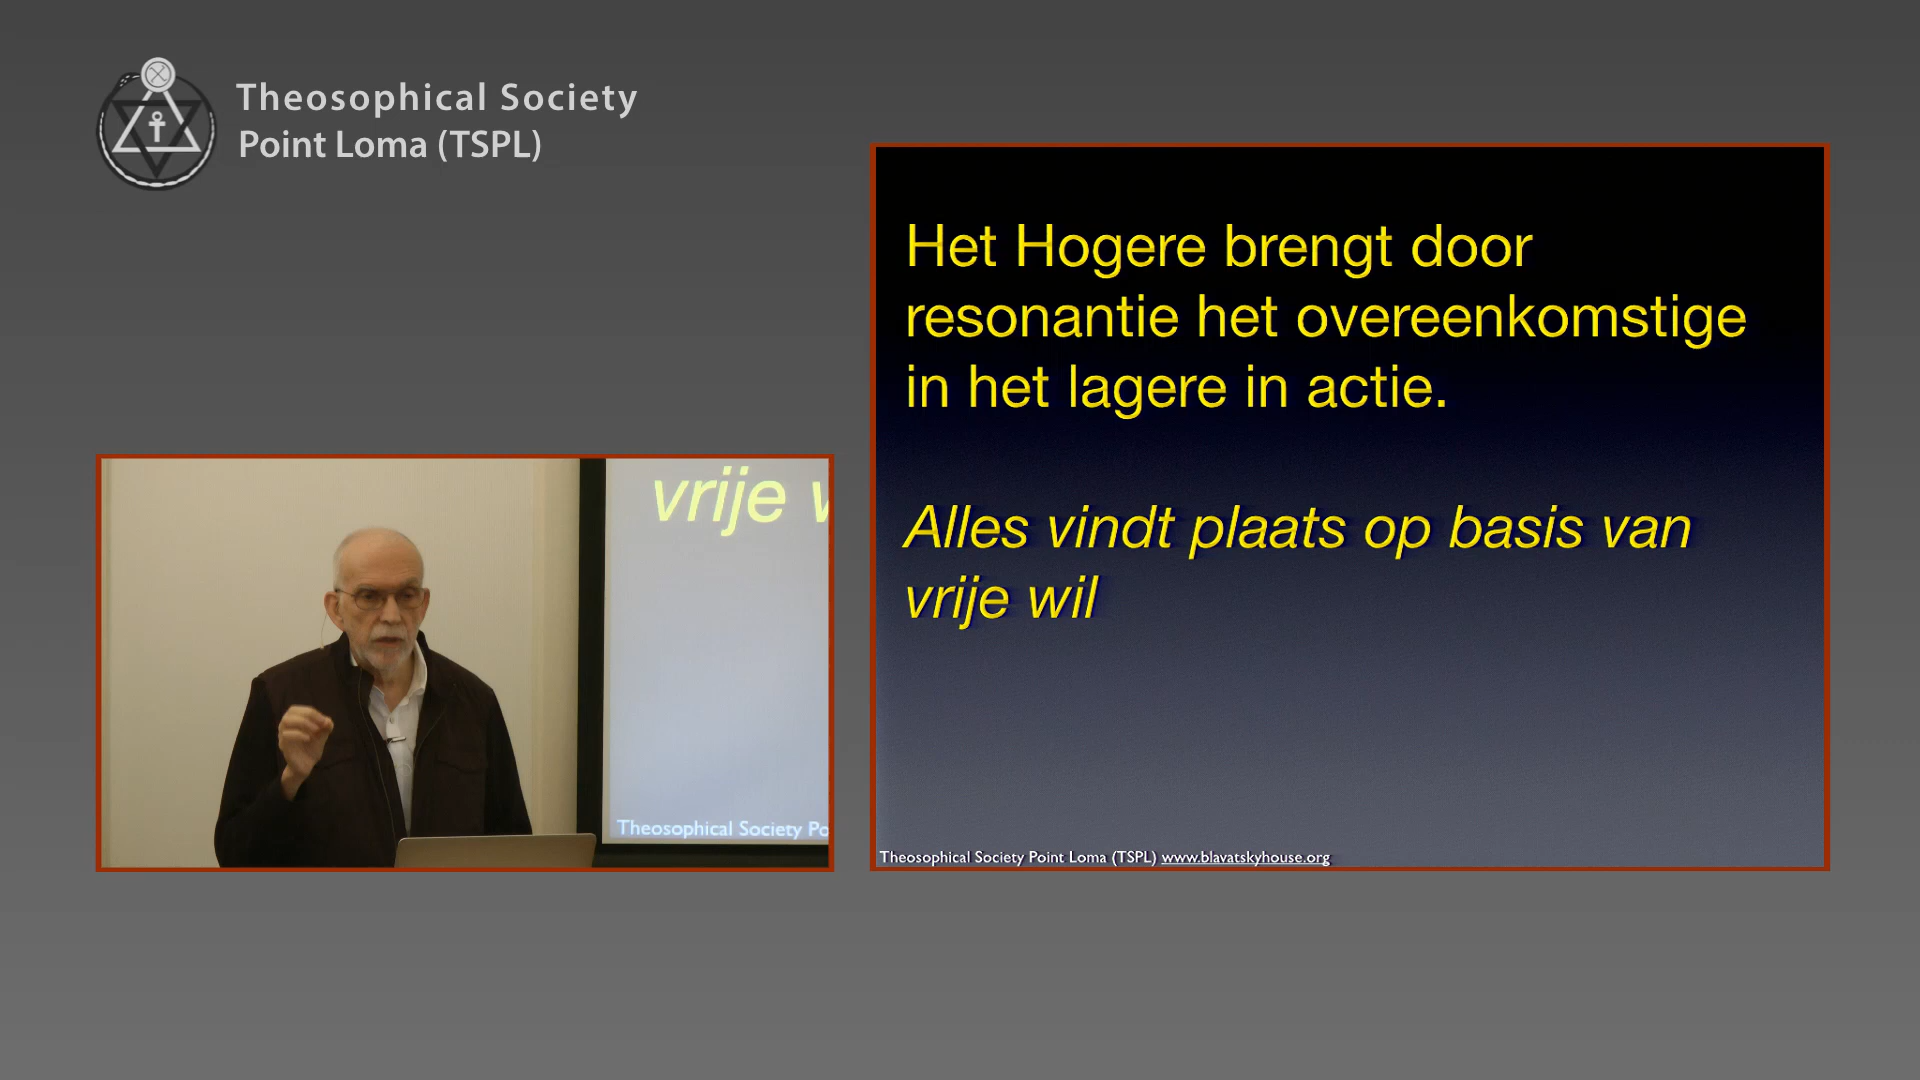 Theosophical Society
Point Loma (TSPL)
Het Hogere brengt door
resonantie het overeenkomstige
in het lagere in actie.
Alles vindt plaats op basis van
vrije wil
Theosophical Society Point Loma (TSPL) www.blavatskyhouse.org
vrije
Theosophical Society Po